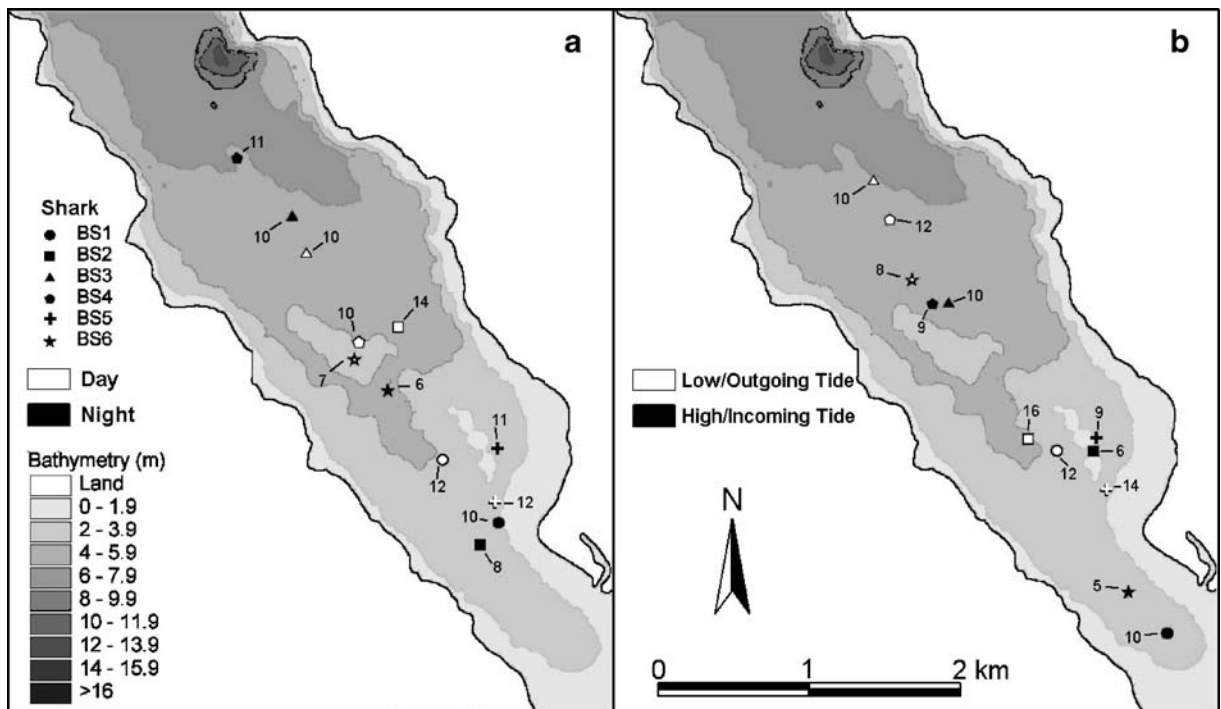 a
11
10
10
14
10
7
6
11
12
12
10
8
Shark
BS1
BS2
BS3
BS4
BS5
BS6
Day
Night
Bathymetry (m)
Land
0 - 1.9
2 - 3.9
4 - 5.9
6 - 7.9
8 - 9.9
10 - 11.9
12 - 13.9
14 - 15.9
>16
b
10
12
8
10
9
16
9
6
12
14
5
10
Low/Outgoing Tide
High/Incoming Tide
N
0 1 2 km